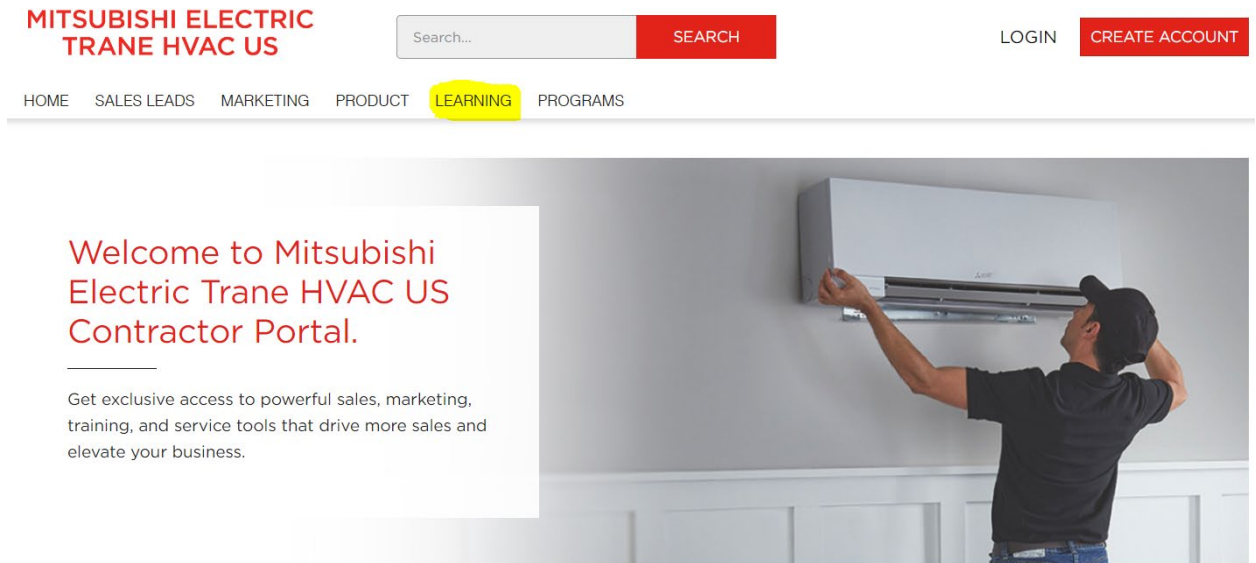 MITSUBISHI ELECTRIC
TRANE HVAC US
Search...
SEARCH
LOGIN
CREATE ACCOUNT
HOME
SALES LEADS
MARKETING
PRODUCT
LEARNING
PROGRAMS
Welcome to Mitsubishi
Electric Trane HVAC US
Contractor Portal.
Get exclusive access to powerful sales, marketing,
training, and service tools that drive more sales and
elevate your business.